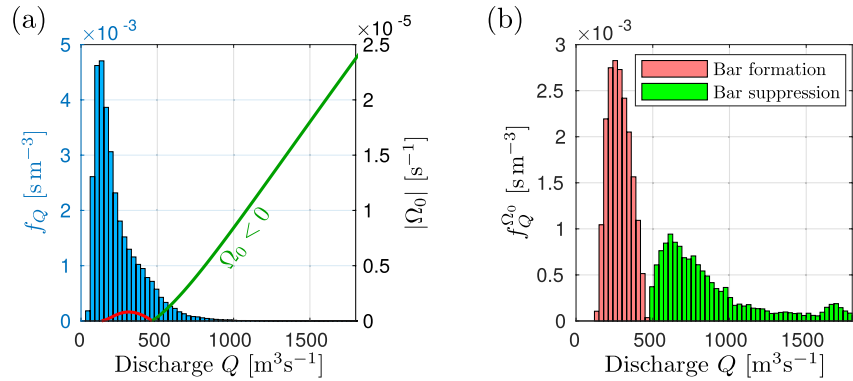 (a)
×10 -3
2.5 ×10 -5
5
4
3
2
1
0
f_Q [s m⁻³]
2
1.5
1
0.5
0
|Ω₀| [s⁻¹]
Ω₀ < 0
0 500 1000 1500
Discharge Q [m³s⁻¹]
(b)
×10 -3
3
2.5
2
1.5
1
0.5
0
f_Q^Ω₀
Bar formation
Bar suppression
0 500 1000 1500
Discharge Q [m³s⁻¹]